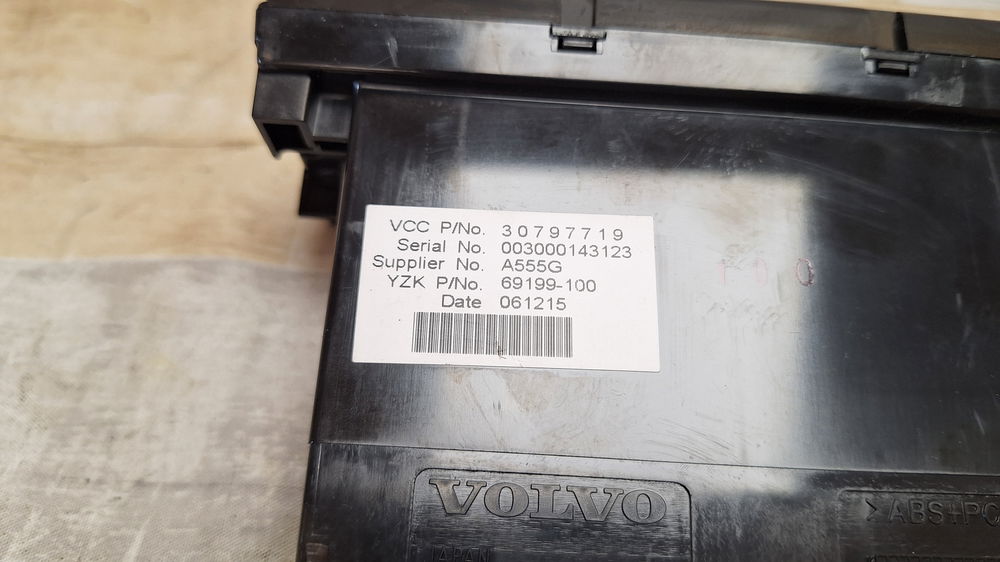 VCC P/No. 30797719
Serial No. 003000143123
Supplier No. A555G
YZK P/No. 69199-100
Date 061215
VOLVO
>ABS+PC
JAPAN